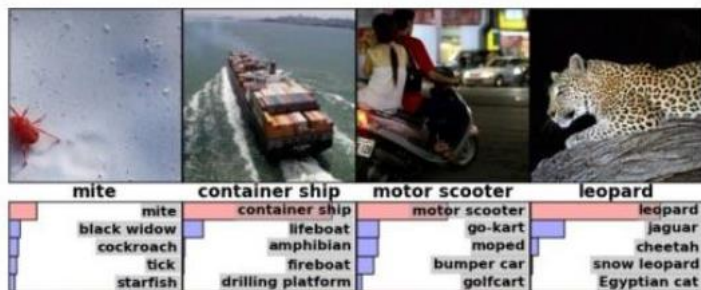 mite
container ship
motor scooter
leopard
mite
black widow
cockroach
tick
starfish
container ship
lifeboat
amphibian
fireboat
drilling platform
motor scooter
go-kart
moped
bumper car
golfcart
leopard
jaguar
cheetah
snow leopard
Egyptian cat